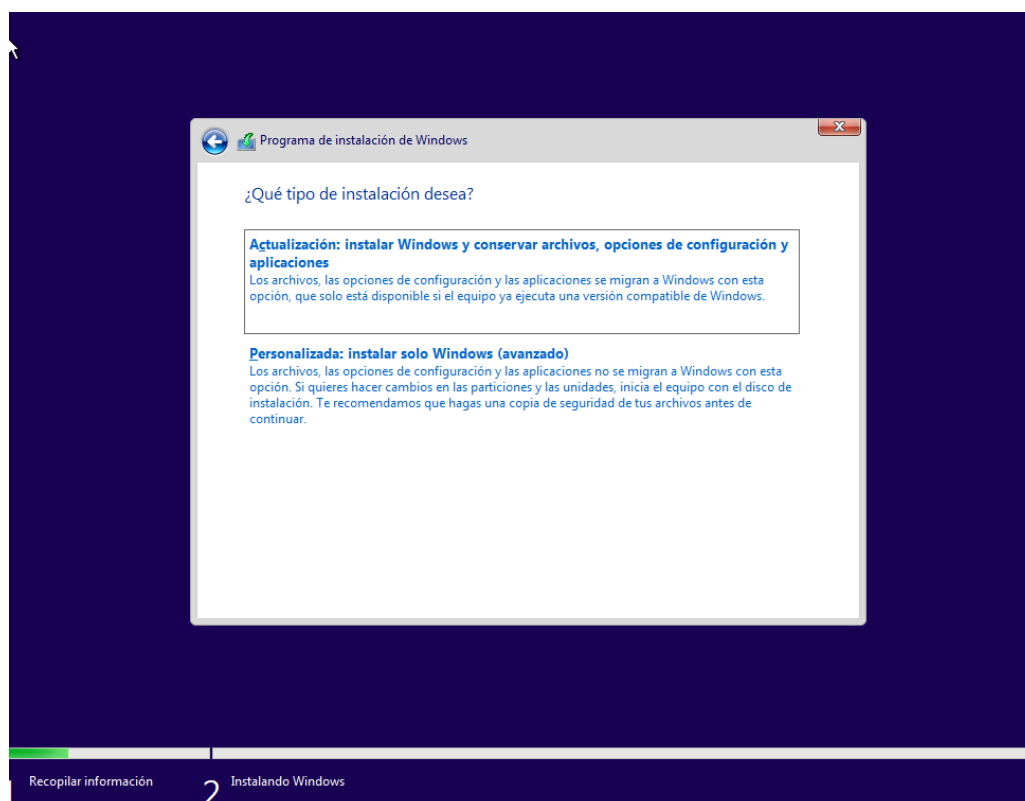 Programa de instalación de Windows
X
¿Qué tipo de instalación desea?
Actualización: instalar Windows y conservar archivos, opciones de configuración y
aplicaciones
Los archivos, las opciones de configuración y las aplicaciones se migran a Windows con esta
opción, que solo está disponible si el equipo ya ejecuta una versión compatible de Windows.
Personalizada: instalar solo Windows (avanzado)
Los archivos, las opciones de configuración y las aplicaciones no se migran a Windows con esta
opción. Si quieres hacer cambios en las particiones y las unidades, inicia el equipo con el disco de
instalación. Te recomendamos que hagas una copia de seguridad de tus archivos antes de
continuar.
Recopilar información
2 Instalando Windows